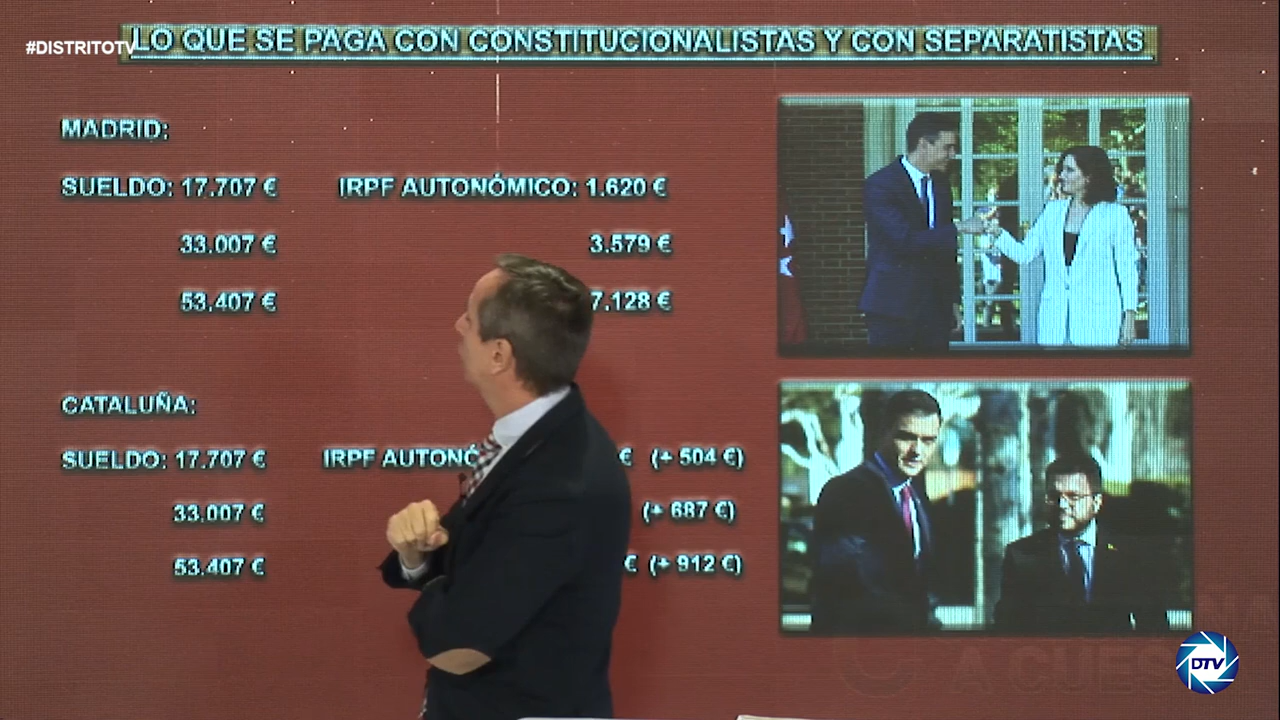 #DISTRITOTV
LO QUE SE PAGA CON CONSTITUCIONALISTAS Y CON SEPARATISTAS
MADRID:
SUELDO: 17.707 € IRPF AUTONÓMICO: 1.620 €
33.007 € 3.579 €
53.407 € 7.128 €
CATALUÑA:
SUELDO: 17.707 € IRPF € (+ 504 €)
33.007 € (+ 687 €)
53.407 € € (+ 912 €)
DTV